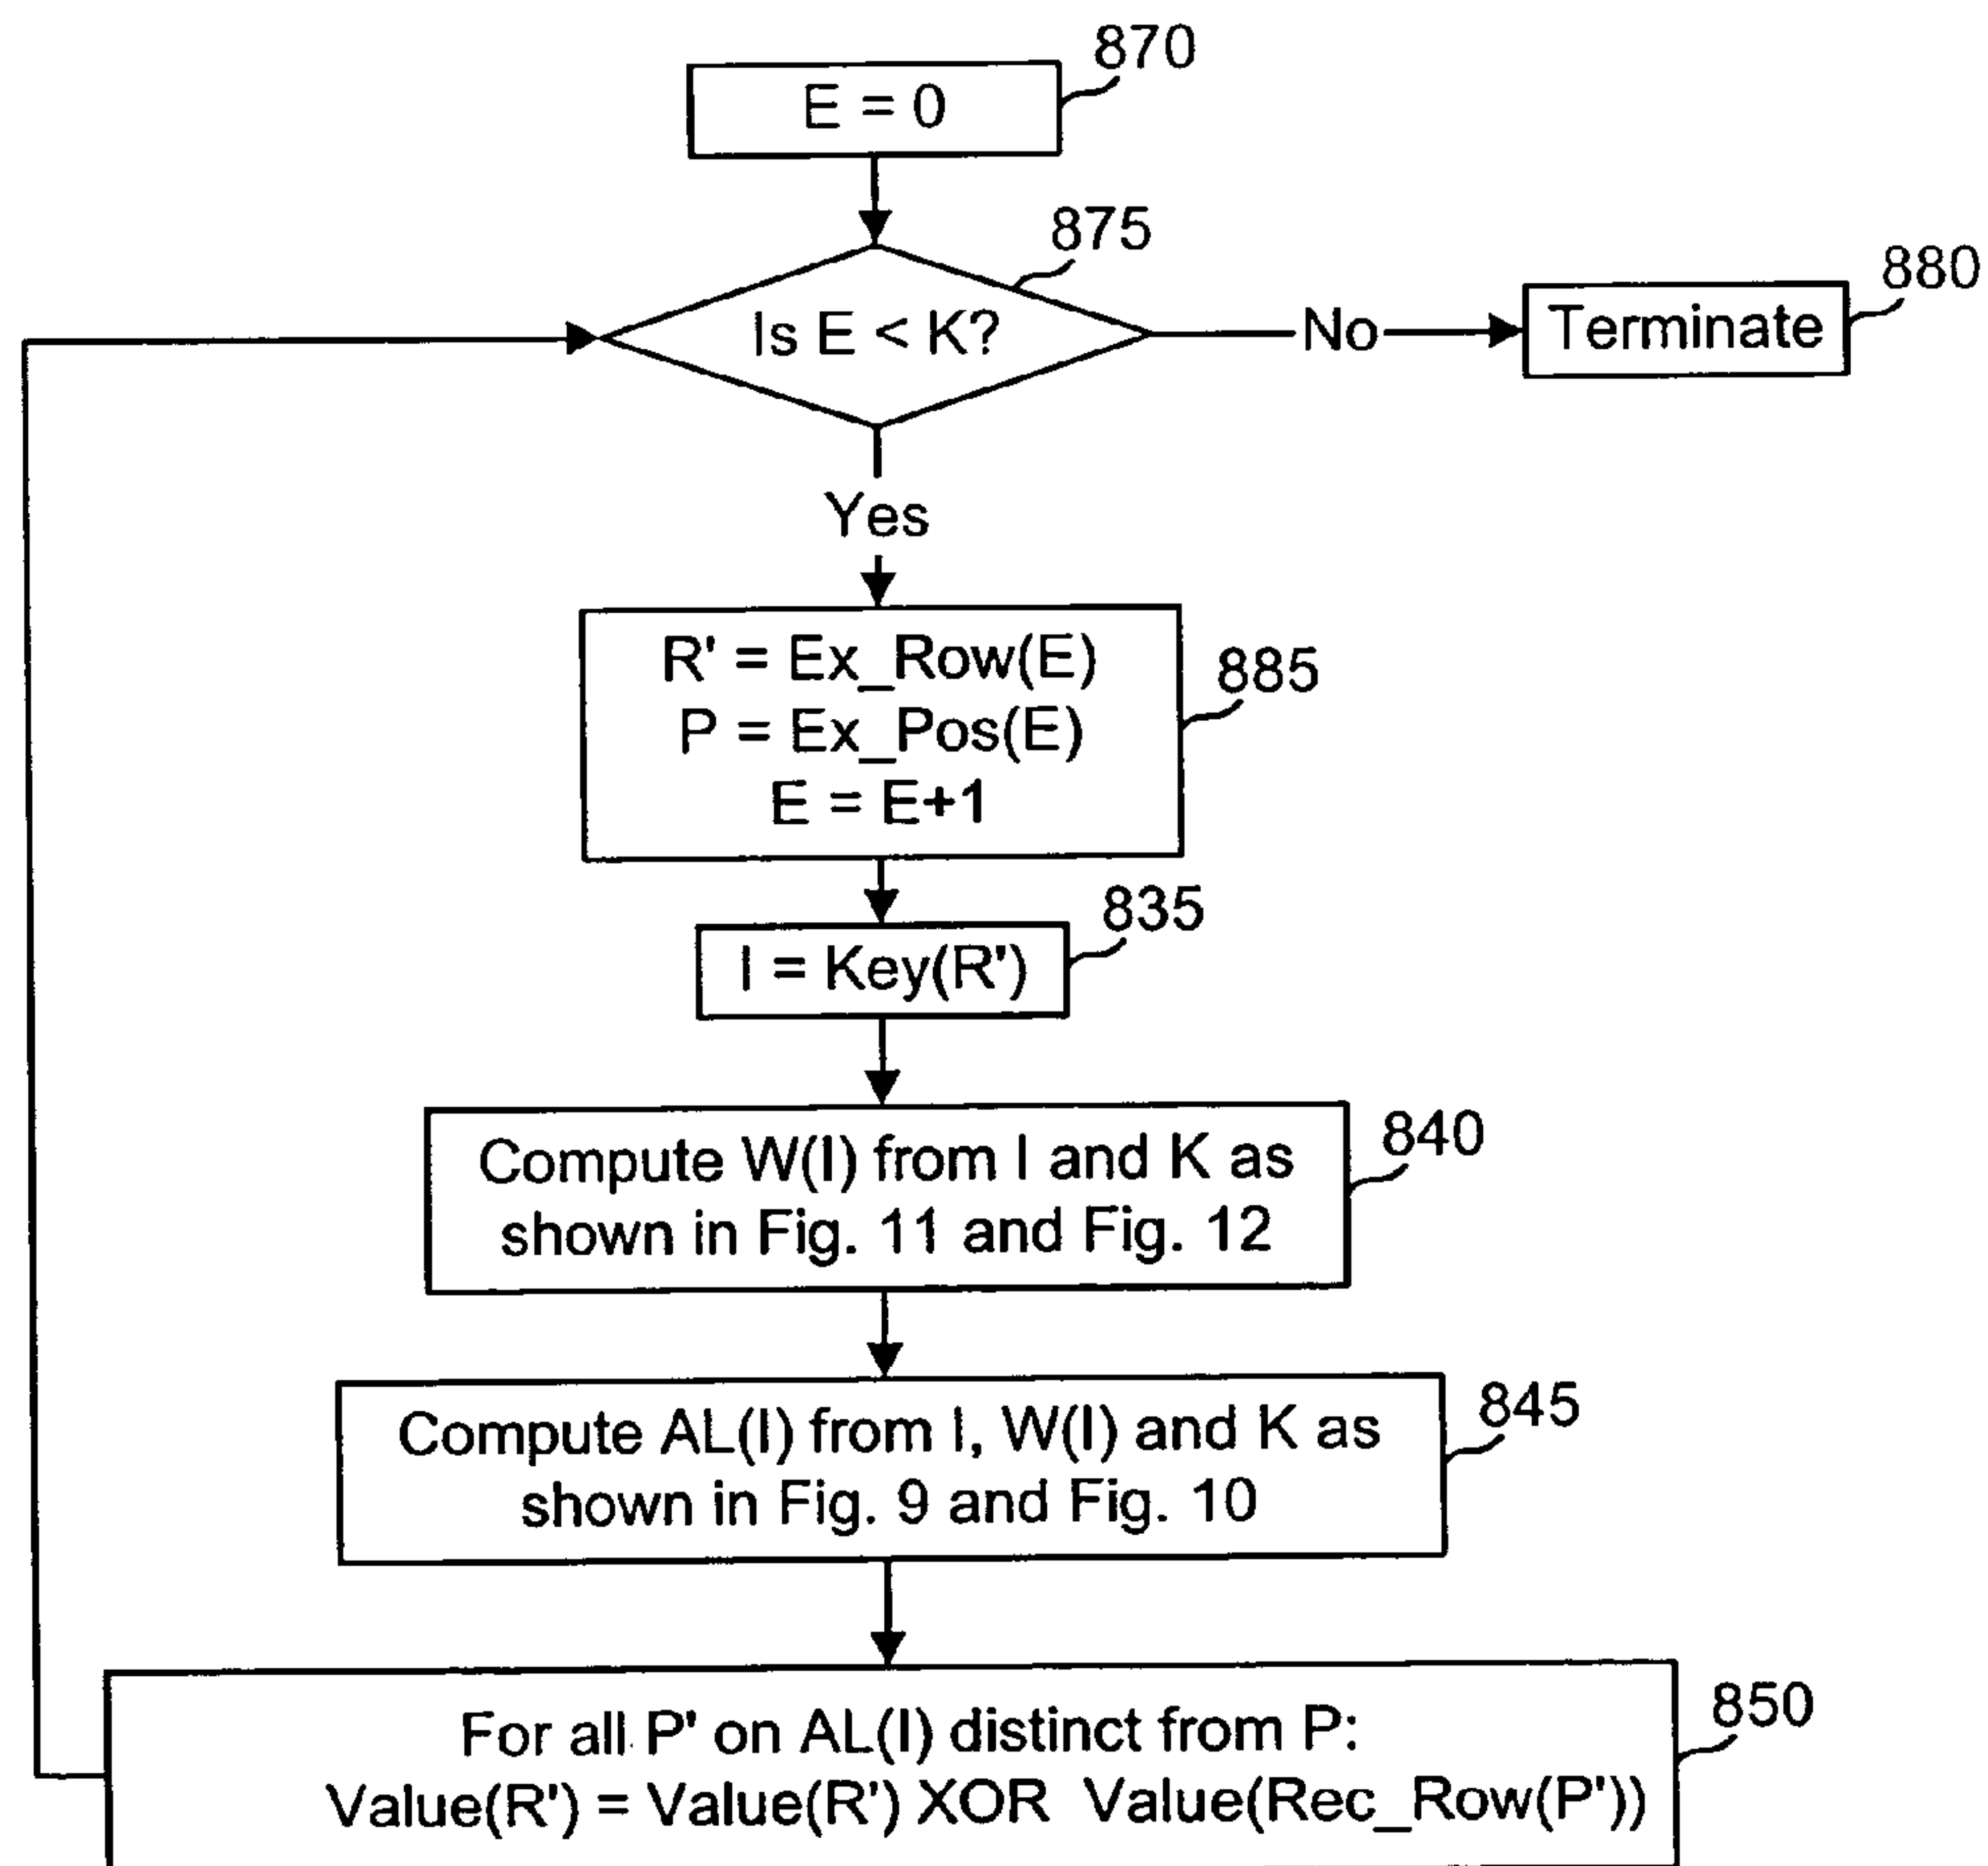 870
E = 0
875
Is E < K?
No
880
Terminate
Yes
R' = Ex_Row(E)
P = Ex_Pos(E)
E = E+1
885
835
I = Key(R')
840
Compute W(I) from I and K as
shown in Fig. 11 and Fig. 12
845
Compute AL(I) from I, W(I) and K as
shown in Fig. 9 and Fig. 10
850
For all P' on AL(I) distinct from P:
Value(R') = Value(R') XOR Value(Rec_Row(P'))